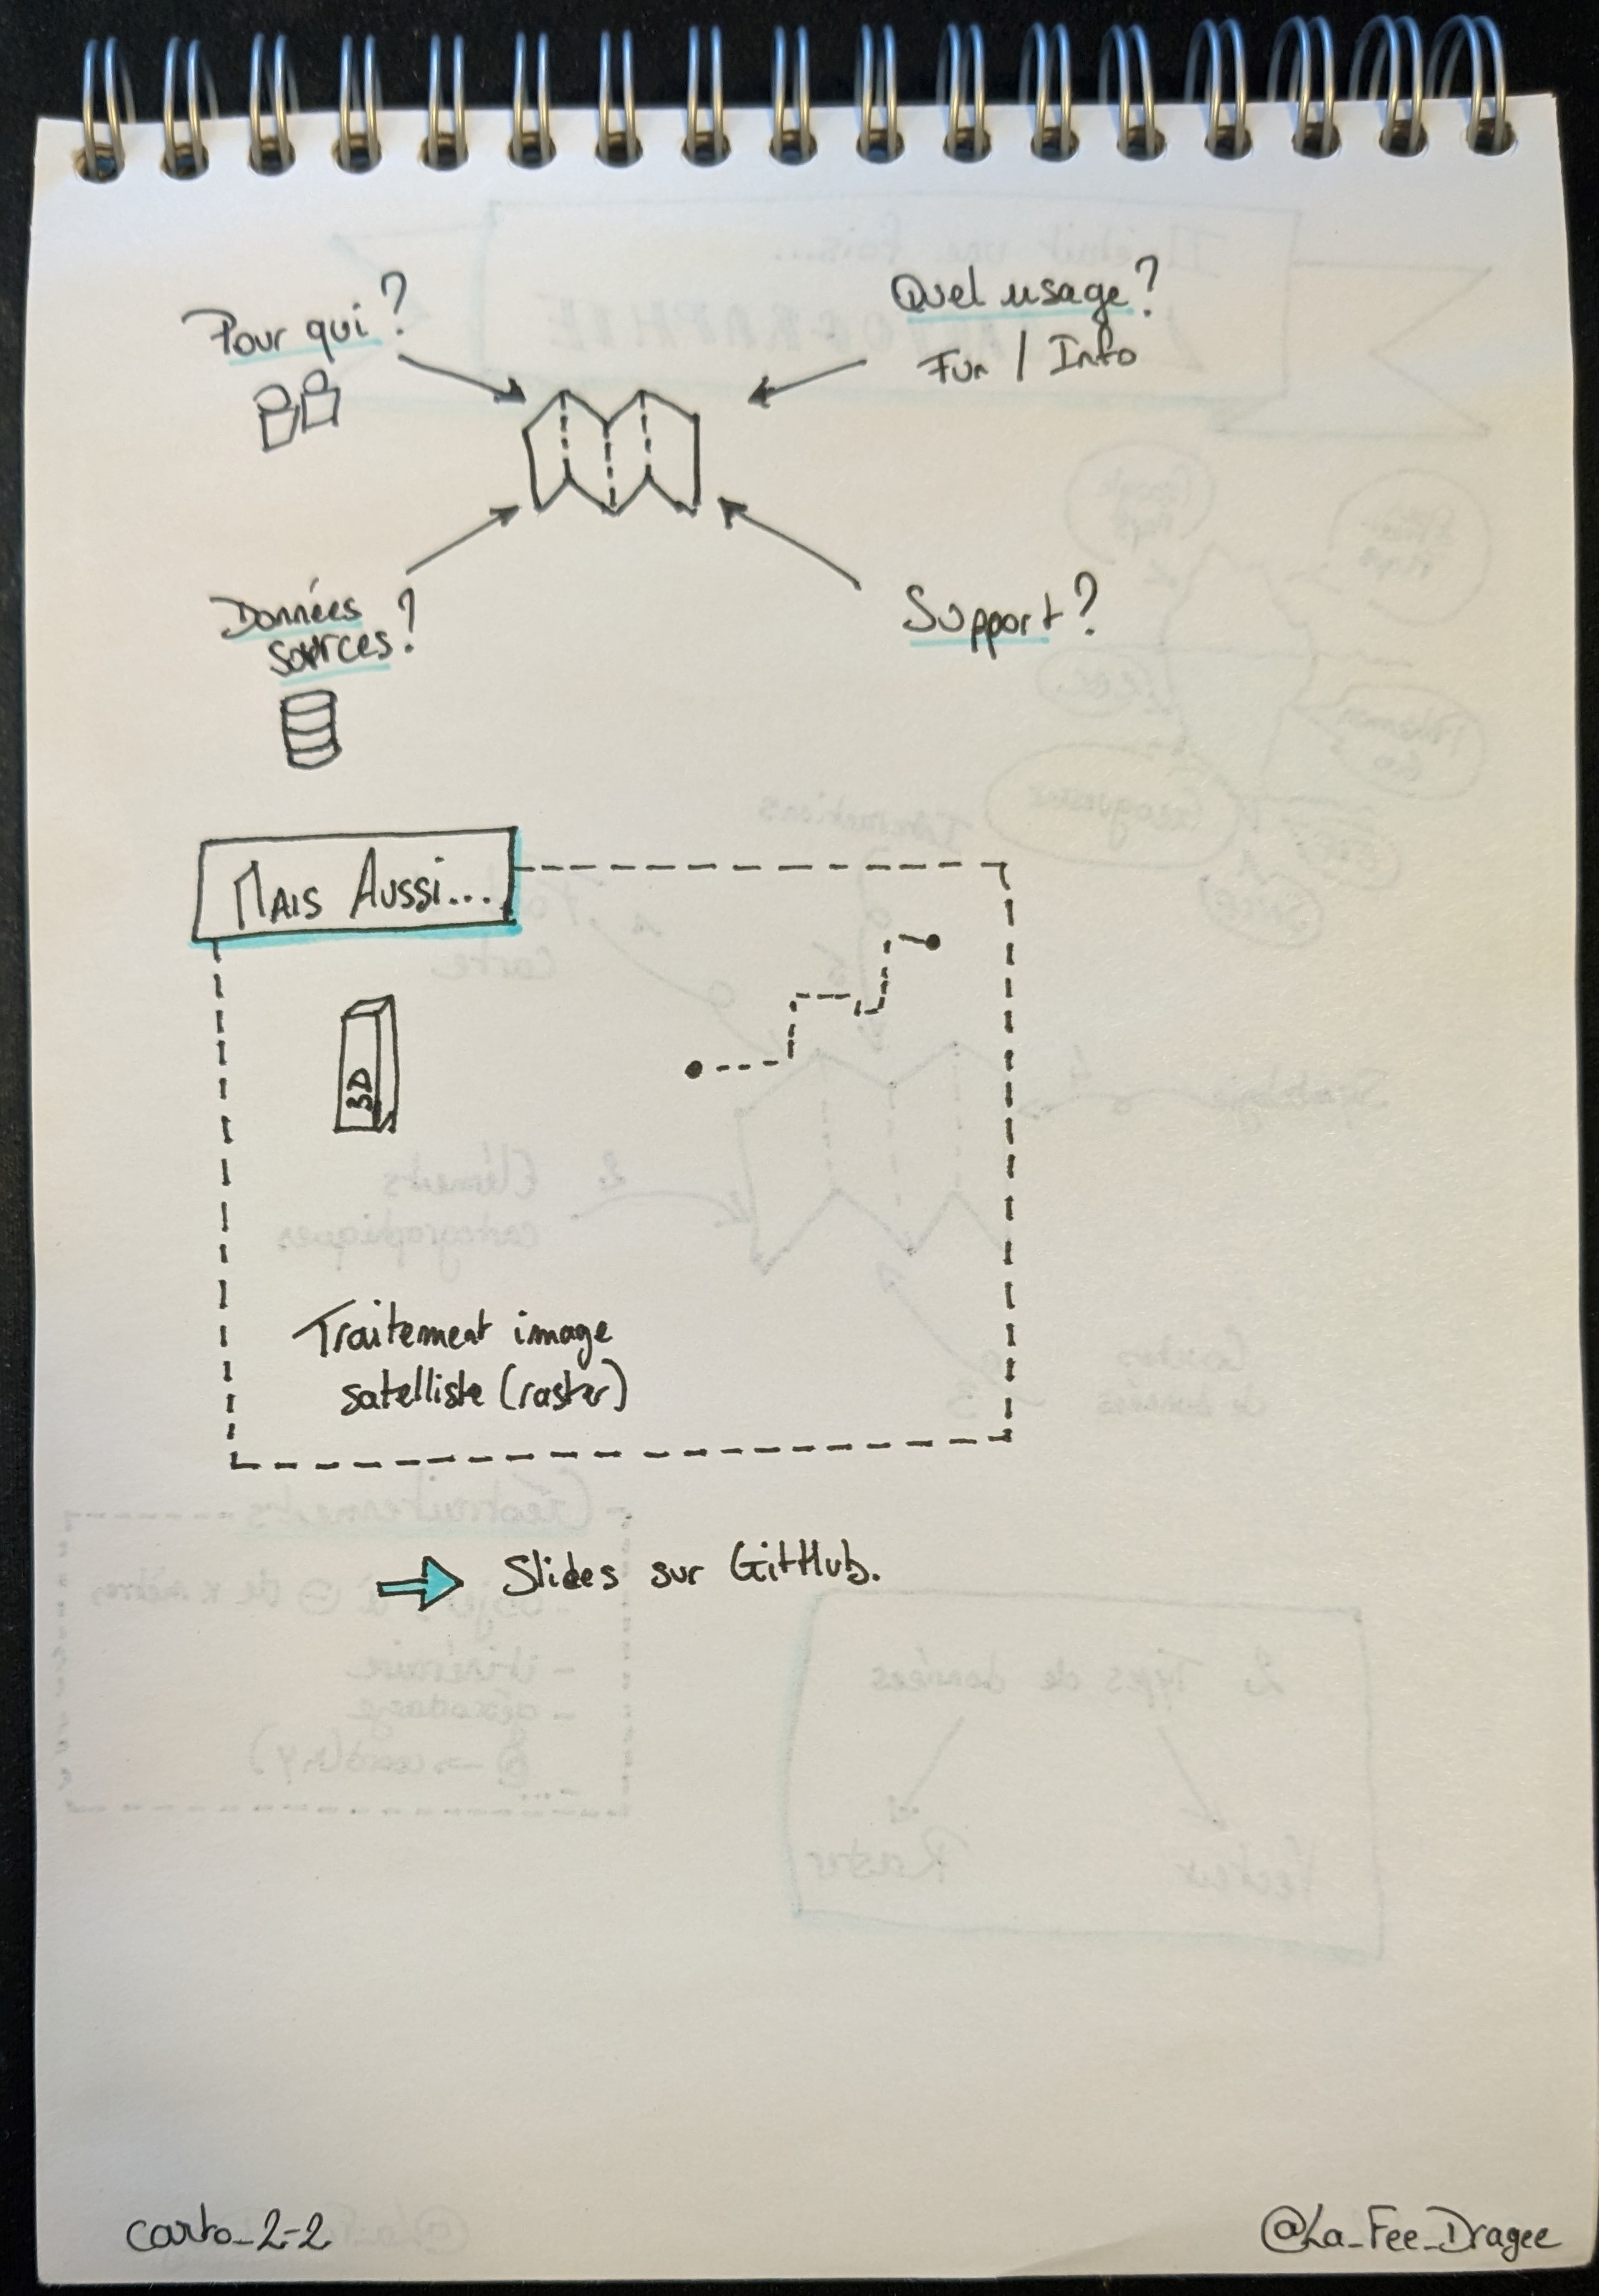 Pour qui ?
Quel usage ?
Fun / Info
Données
sources ?
Support ?
MAIS AUSSI...
3D
Traitement image
satelliste (raster)
Slides sur GitHub.
carto_2-2
@La_Fee_Dragee